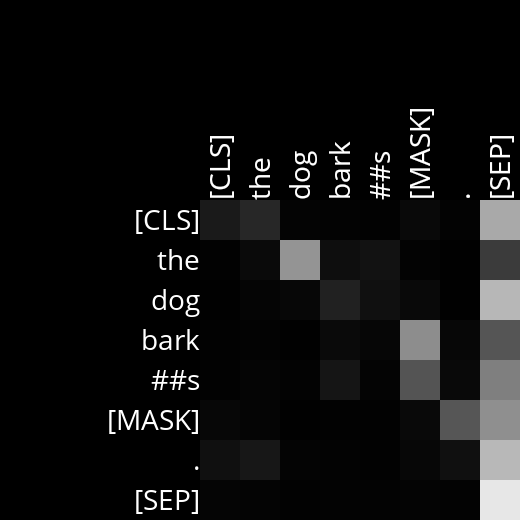 [CLS] the dog bark ##s [MASK] . [SEP]
[CLS]
the
dog
bark
##s
[MASK]
.
[SEP]